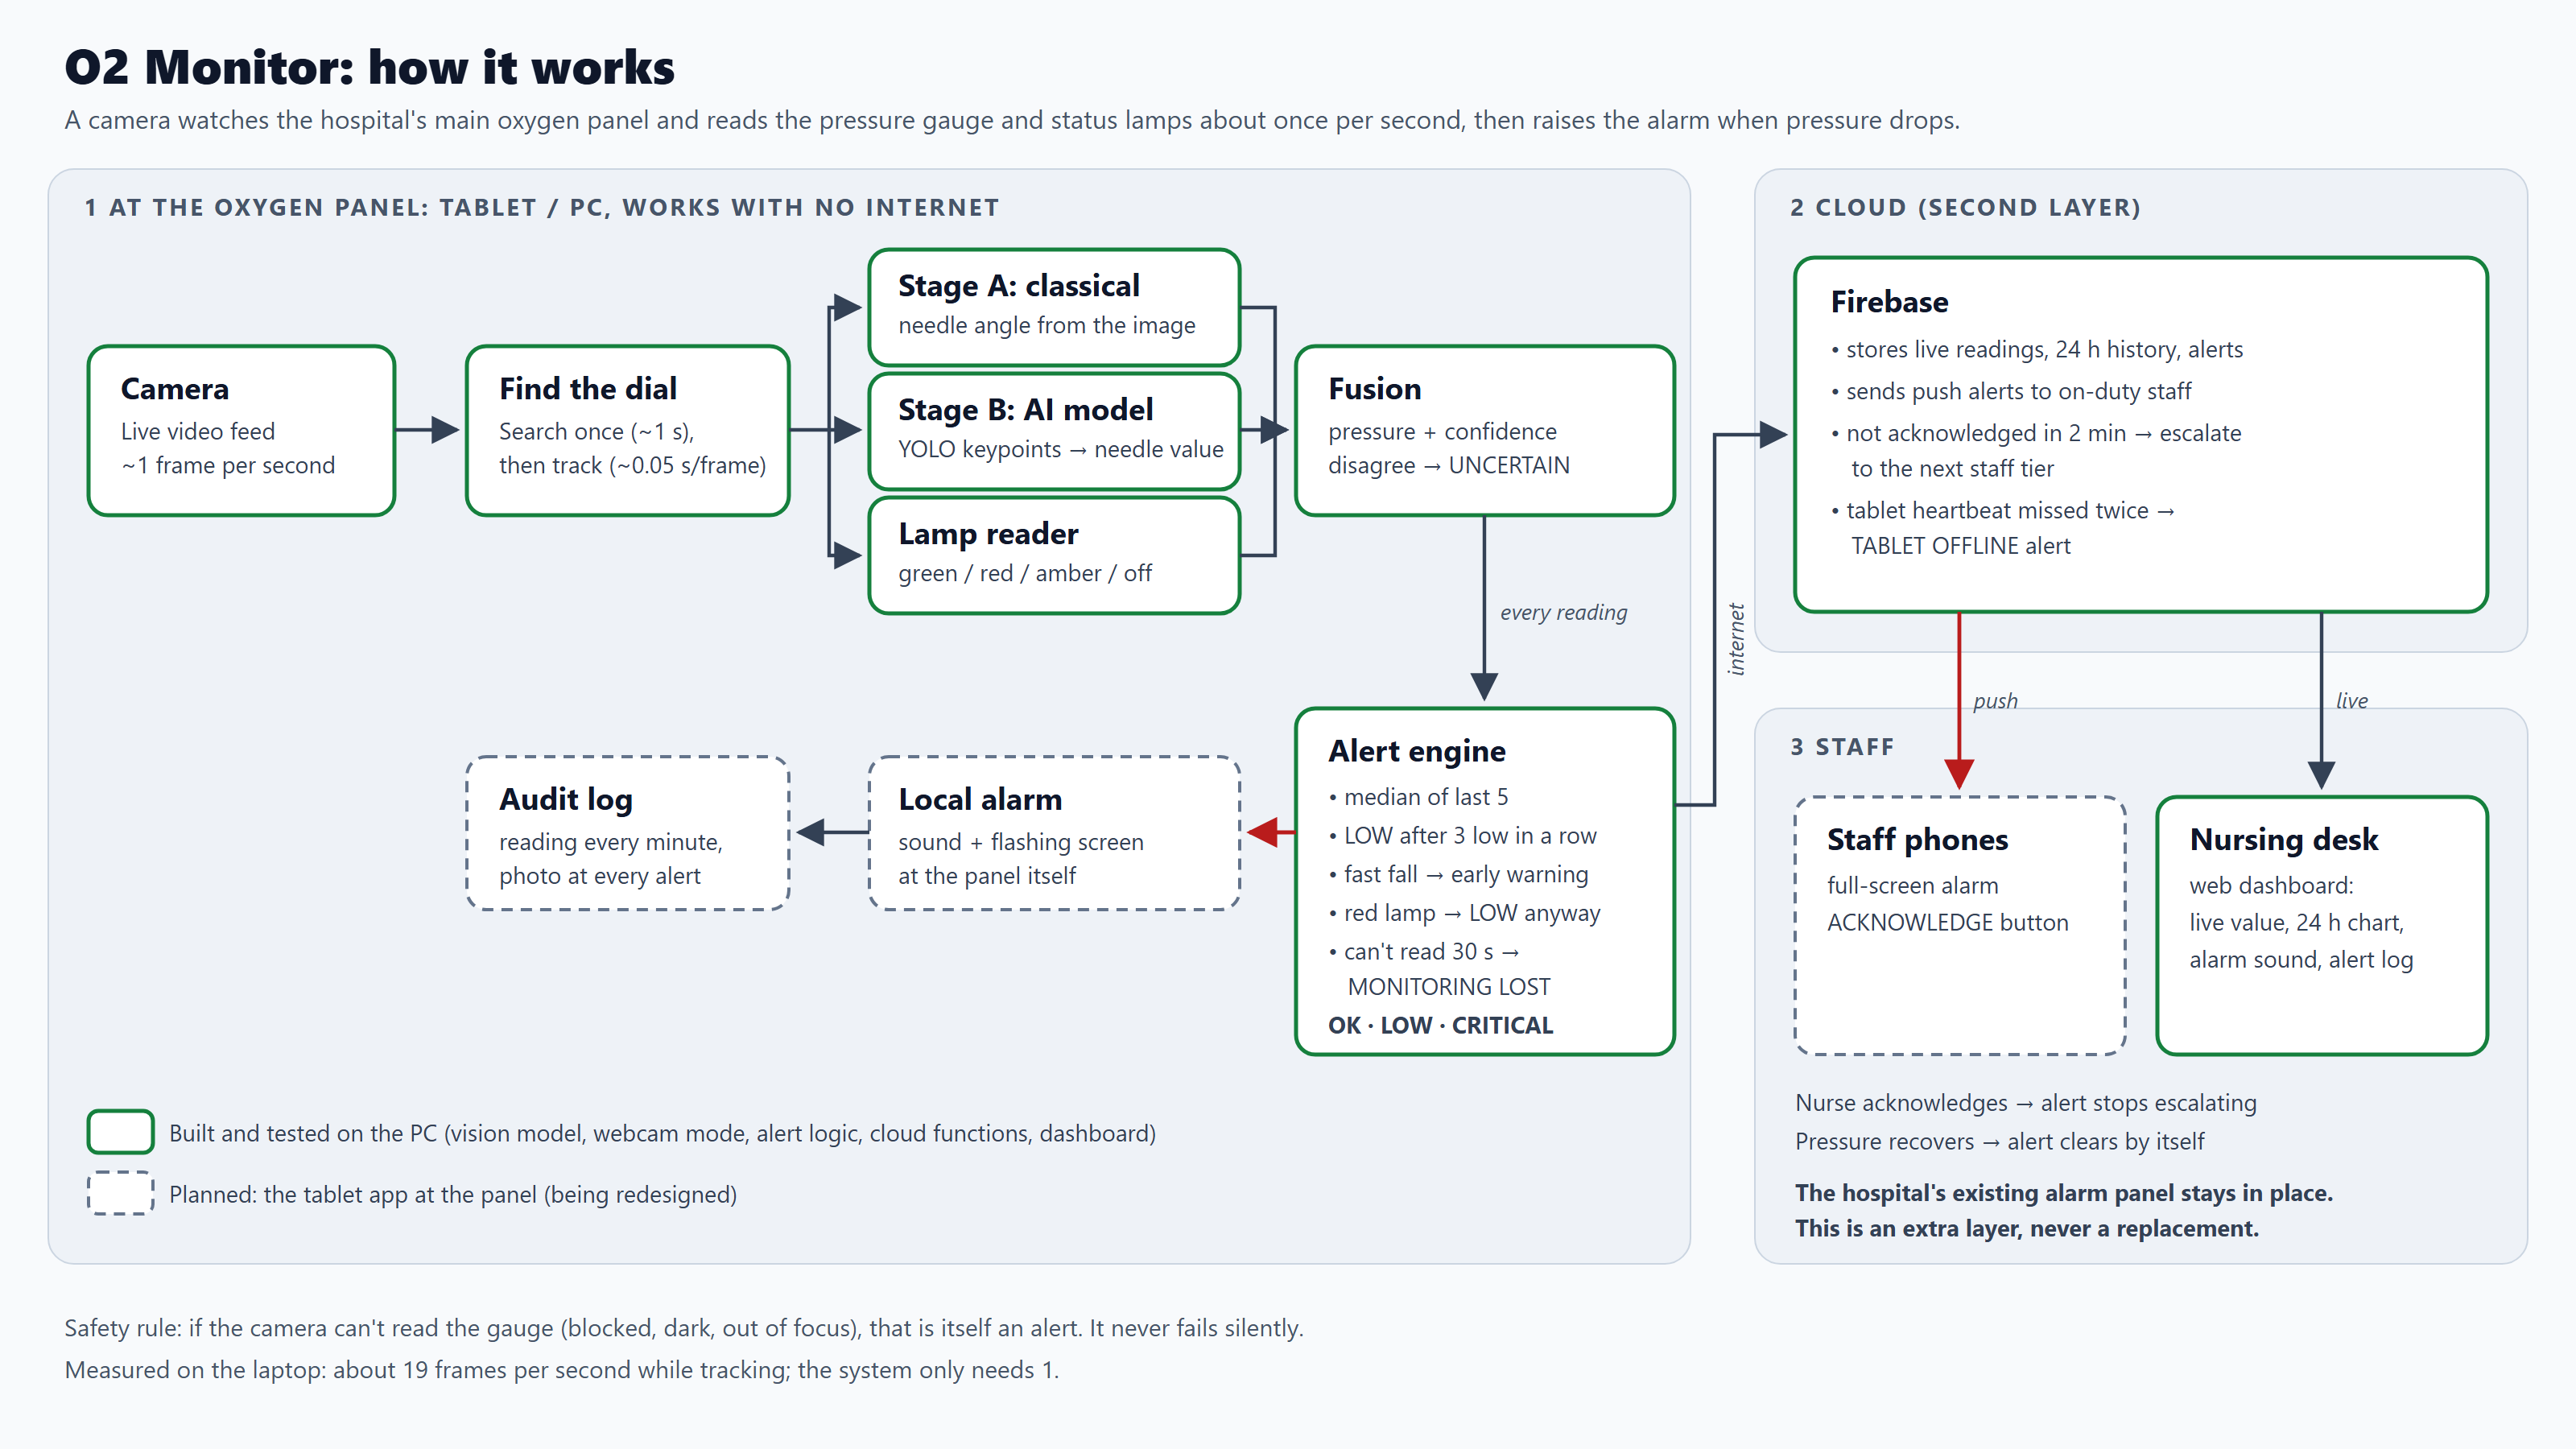 O2 Monitor: how it works
A camera watches the hospital's main oxygen panel and reads the pressure gauge and status lamps about once per second, then raises the alarm when pressure drops.
1 AT THE OXYGEN PANEL: TABLET / PC, WORKS WITH NO INTERNET
Camera
Live video feed
~1 frame per second
Find the dial
Search once (~1 s),
then track (~0.05 s/frame)
Stage A: classical
needle angle from the image
Stage B: AI model
YOLO keypoints → needle value
Lamp reader
green / red / amber / off
Fusion
pressure + confidence
disagree → UNCERTAIN
every reading
Alert engine
• median of last 5
• LOW after 3 low in a row
• fast fall → early warning
• red lamp → LOW anyway
• can't read 30 s →
MONITORING LOST
OK · LOW · CRITICAL
Local alarm
sound + flashing screen
at the panel itself
Audit log
reading every minute,
photo at every alert
Built and tested on the PC (vision model, webcam mode, alert logic, cloud functions, dashboard)
Planned: the tablet app at the panel (being redesigned)
internet
2 CLOUD (SECOND LAYER)
Firebase
• stores live readings, 24 h history, alerts
• sends push alerts to on-duty staff
• not acknowledged in 2 min → escalate
to the next staff tier
• tablet heartbeat missed twice →
TABLET OFFLINE alert
push
live
3 STAFF
Staff phones
full-screen alarm
ACKNOWLEDGE button
Nursing desk
web dashboard:
live value, 24 h chart,
alarm sound, alert log
Nurse acknowledges → alert stops escalating
Pressure recovers → alert clears by itself
The hospital's existing alarm panel stays in place.
This is an extra layer, never a replacement.
Safety rule: if the camera can't read the gauge (blocked, dark, out of focus), that is itself an alert. It never fails silently.
Measured on the laptop: about 19 frames per second while tracking; the system only needs 1.